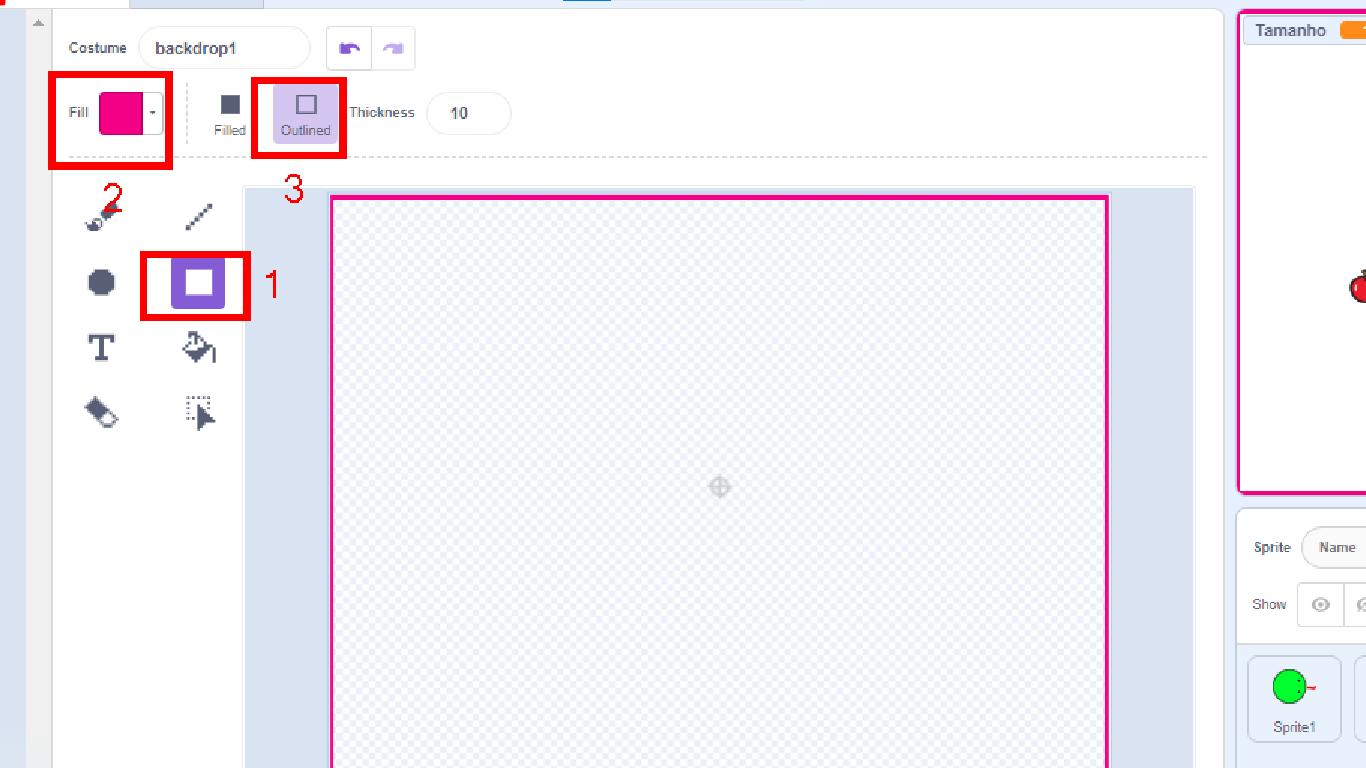 Costume
backdrop1
Fill
Filled
Outlined
Thickness
10
2
3
1
T
Tamanho
Sprite
Name
Show
Sprite1